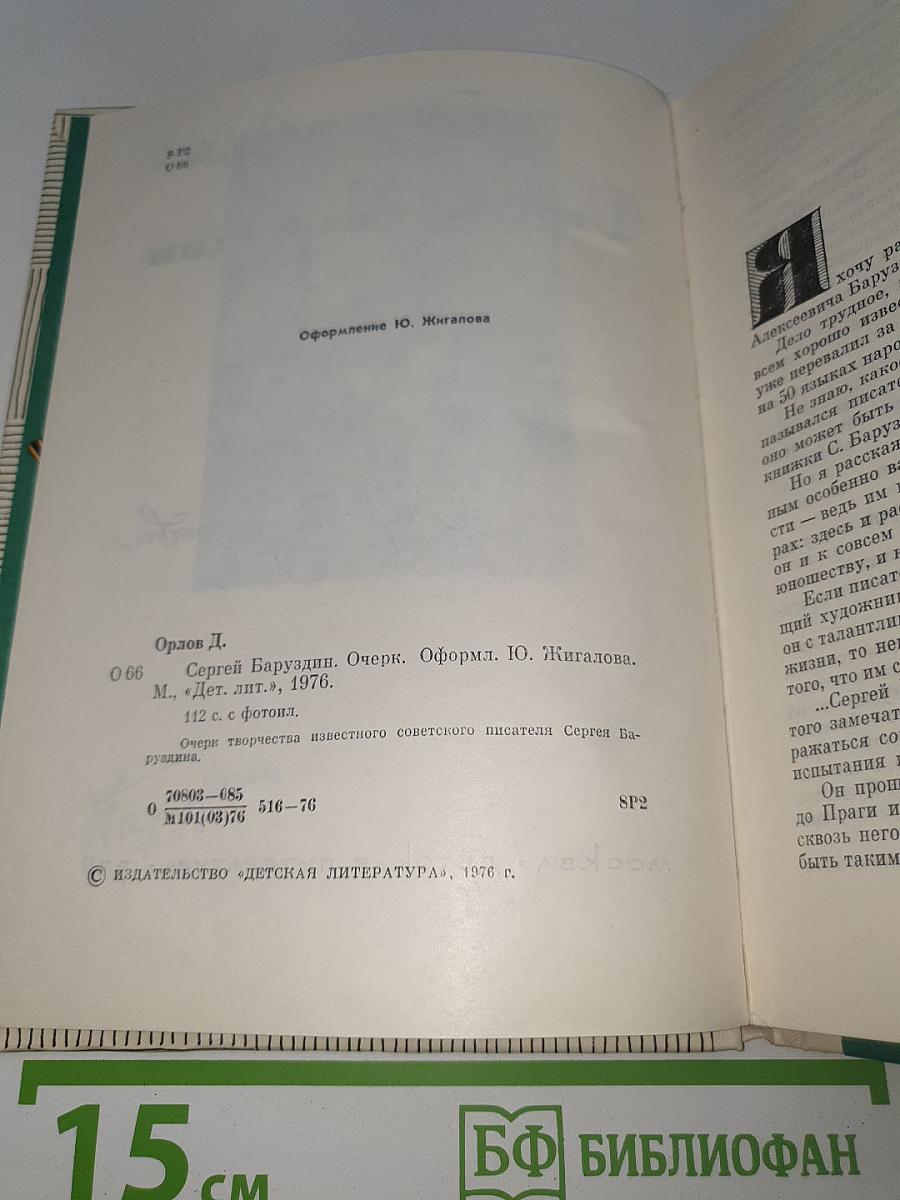 8 Р2
О 66
Оформление Ю. Жигалова
Орлов Д.
О 66 Сергей Баруздин. Очерк. Оформл. Ю. Жигалова.
М., «Дет. лит.», 1976.
112 с. с фотоил.
Очерк творчества известного советского писателя Сергея Ба-
руздина.
О 70803—085 516—76 8Р2
М101(03)76
© ИЗДАТЕЛЬСТВО «ДЕТСКАЯ ЛИТЕРАТУРА», 1976 г.
Я хочу ра
Алексеевича Баруз
Дело трудное,
всем хорошо извес
уже перевалил за
на 50 языках наро
Не знаю, како
назывался писате
оно может быть
книжки С. Баруз
Но я расскаж
ным особенно ва
сти — ведь им
рах: здесь и ра
он и к совсем
юношеству, и
Если писат
щий художник
он с талантли
жизни, то не
того, что им с
...Сергей
того замечат
ражаться со
испытания
Он прош
до Праги и
сквозь него
быть таким
15 см
БФ БИБЛИОФАН